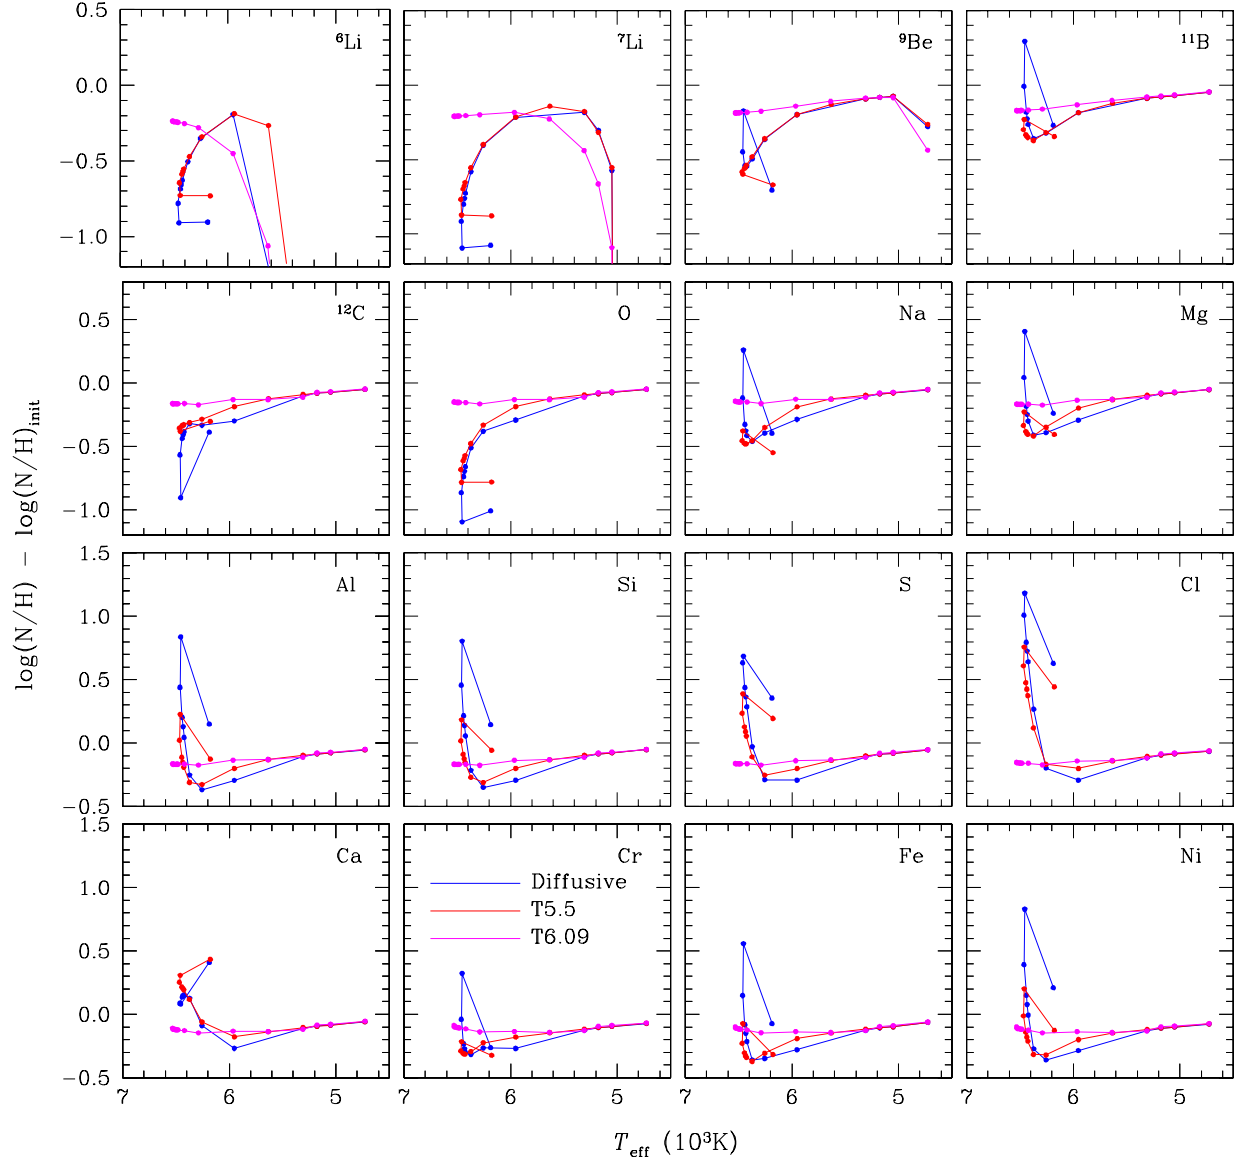 0.5
0.0
−0.5
−1.0
⁶Li
⁷Li
⁹Be
¹¹B
0.5
0.0
−0.5
−1.0
¹²C
O
Na
Mg
1.5
1.0
0.5
0.0
−0.5
Al
Si
S
Cl
1.5
1.0
0.5
0.0
−0.5
Ca
Cr
Fe
Ni
Diffusive
T5.5
T6.09
7 6 5 7 6 5 7 6 5 7 6 5
log(N/H) − log(N/H)init
Teff (10³K)